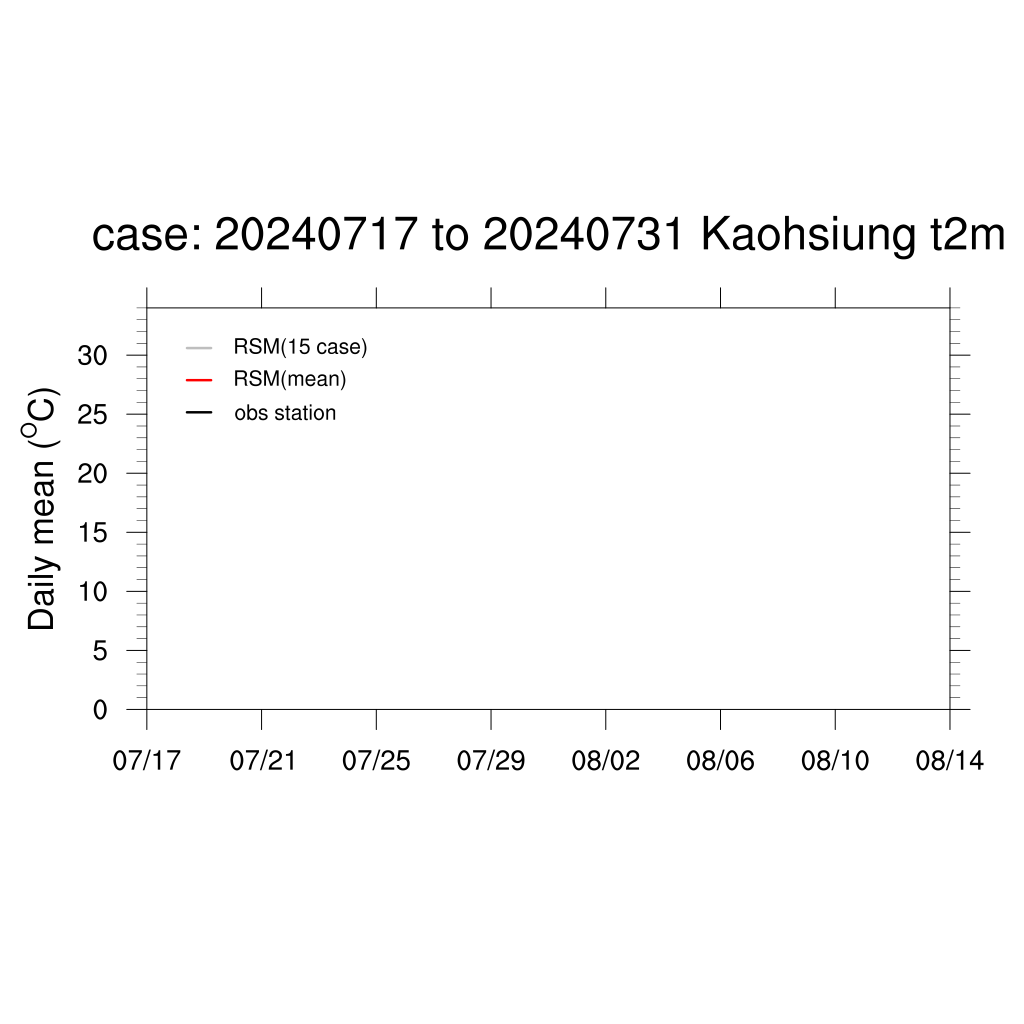 case: 20240717 to 20240731 Kaohsiung t2m
RSM(15 case)
RSM(mean)
obs station
Daily mean (°C)
30
25
20
15
10
5
0
07/17 07/21 07/25 07/29 08/02 08/06 08/10 08/14